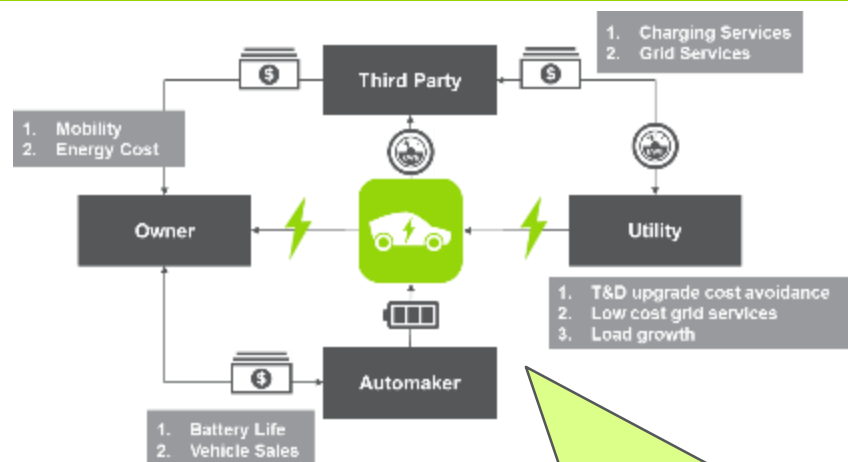 1. Charging Services
2. Grid Services
$
$
Third Party
1. Mobility
2. Energy Cost
Owner
Utility
1. T&D upgrade cost avoidance
2. Low cost grid services
3. Load growth
$
Automaker
1. Battery Life
2. Vehicle Sales